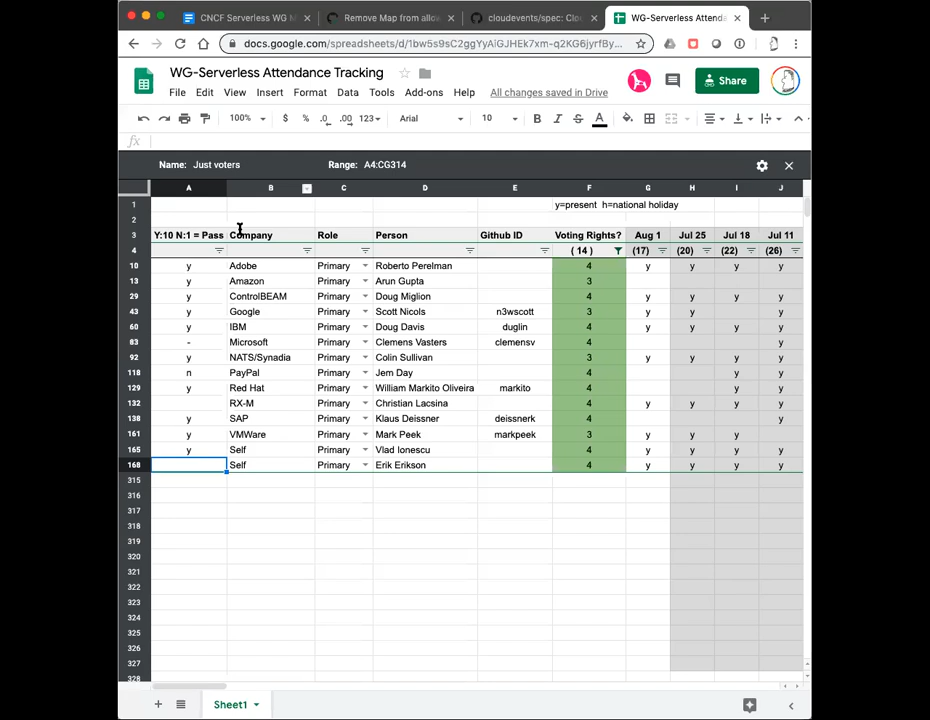 CNCF Serverless WG M
Remove Map from allow
cloudevents/spec: Clo
WG-Serverless Attenda
docs.google.com/spreadsheets/d/1bw5s9sC2ggYyAiGJHEk7xm-q2KG6jyrfBy...
WG-Serverless Attendance Tracking
File Edit View Insert Format Data Tools Add-ons Help All changes saved in Drive
Share
100% $ % .0 .00 123 Arial 10 B I S A
fx
Name: Just voters Range: A4:CG314
A B C D E F G H I J
1 y=present h=national holiday
2
3 Y:10 N:1 = Pass Company Role Person Github ID Voting Rights? Aug 1 Jul 25 Jul 18 Jul 11
4 ( 14 ) (17) (20) (22) (26)
10 y Adobe Primary Roberto Perelman 4 y y y y
13 y Amazon Primary Arun Gupta 3
29 y ControlBEAM Primary Doug Miglion 4 y y y y
43 y Google Primary Scott Nicols n3wscott 3 y y y
60 y IBM Primary Doug Davis duglin 4 y y y y
83 - Microsoft Primary Clemens Vasters clemensv 4 y
92 y NATS/Synadia Primary Colin Sullivan 3 y y y y
118 n PayPal Primary Jem Day 4 y y
129 y Red Hat Primary William Markito Oliveira markito 4 y y
132 RX-M Primary Christian Lacsina 4 y y y y
138 y SAP Primary Klaus Deissner deissnerk 4 y
161 y VMWare Primary Mark Peek markpeek 3 y y y
165 y Self Primary Vlad Ionescu 4 y y y y
168 Self Primary Erik Erikson 4 y y y y
315
316
317
318
319
320
321
322
323
324
325
326
327
328
Sheet1